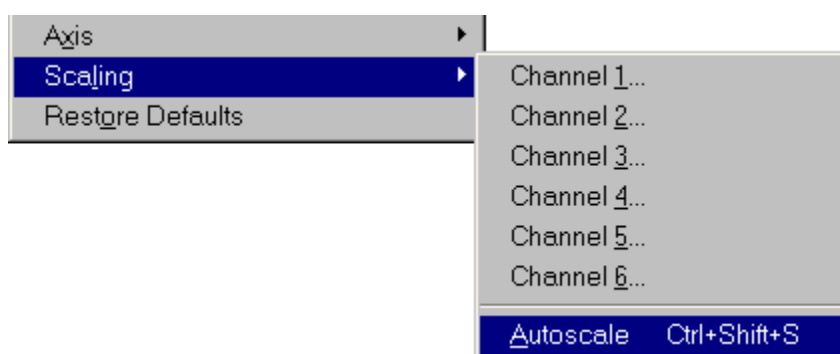 Axis
Scaling
Restore Defaults
Channel 1...
Channel 2...
Channel 3...
Channel 4...
Channel 5...
Channel 6...
Autoscale Ctrl+Shift+S